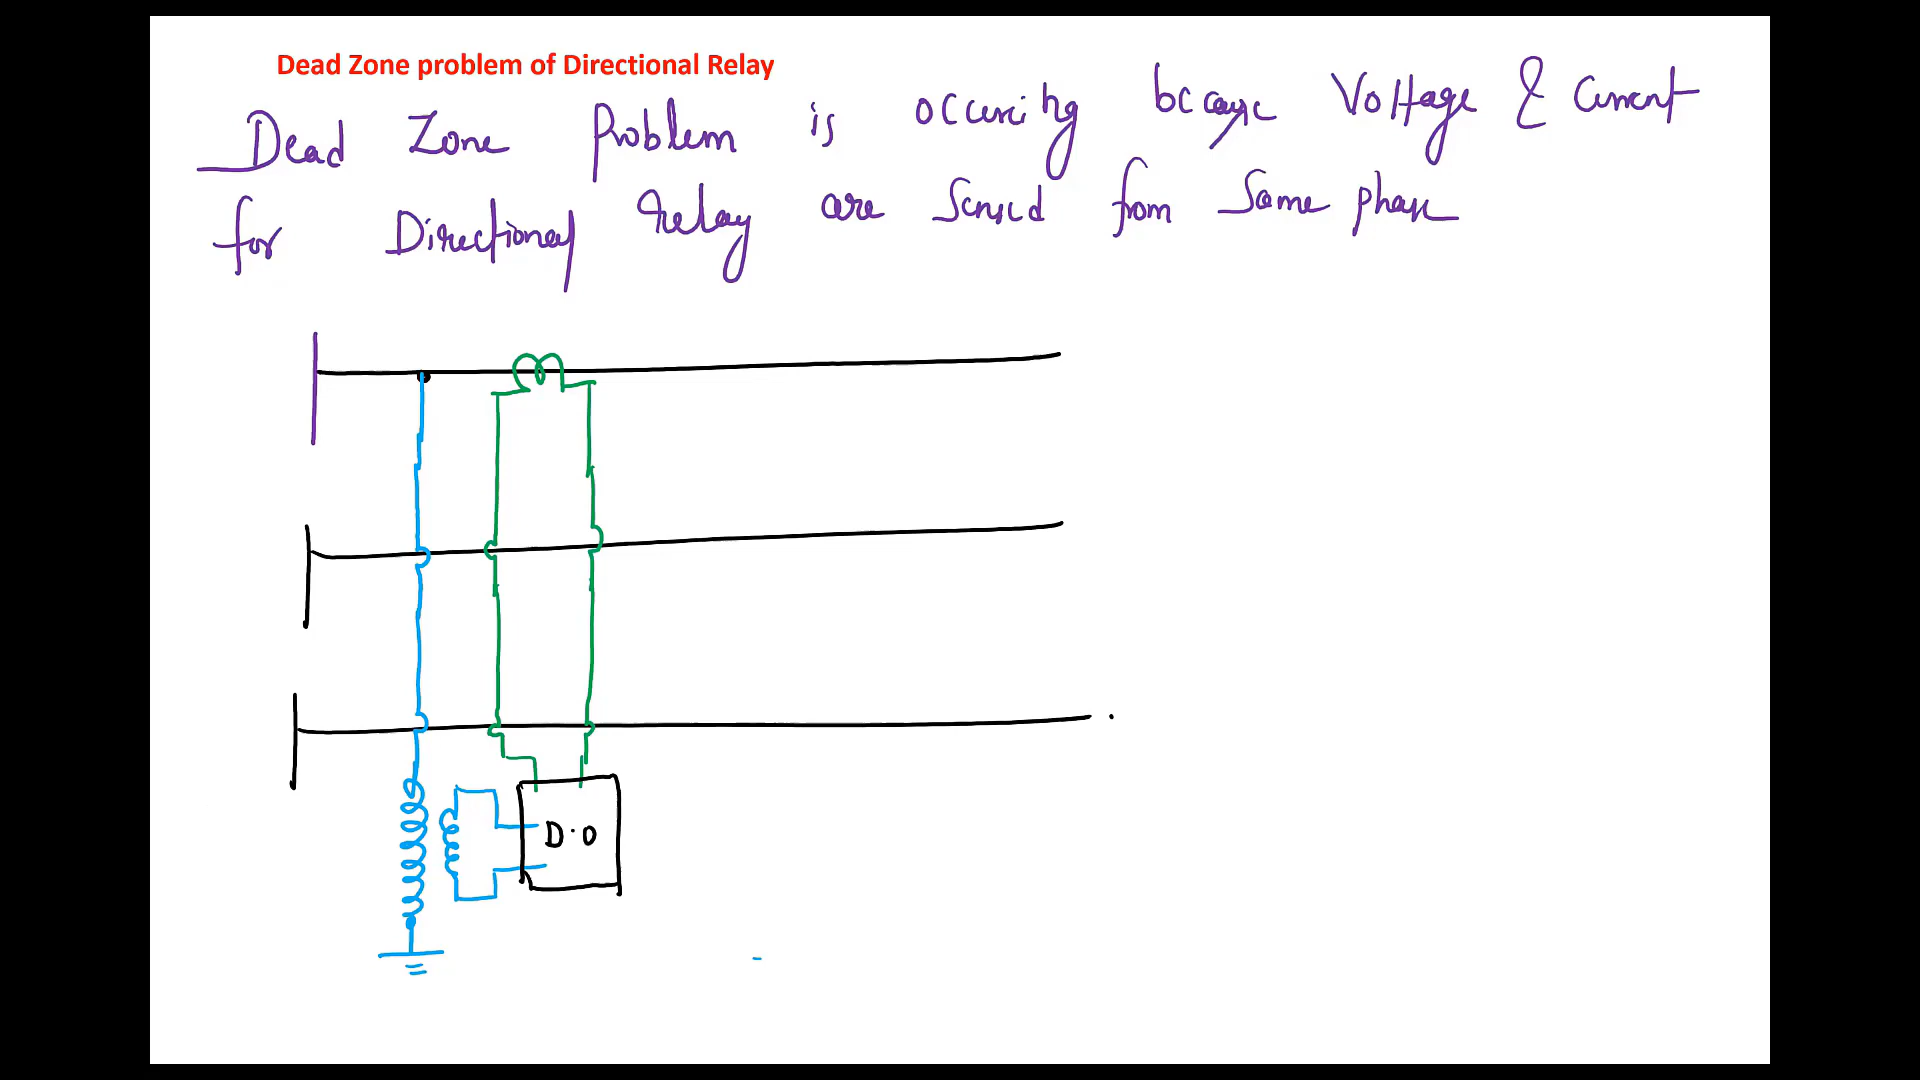 Dead Zone problem of Directional Relay
Dead Zone Problem is occuring because Voltage & Current
for Directional Relay are Sensed from Same phase
D.O